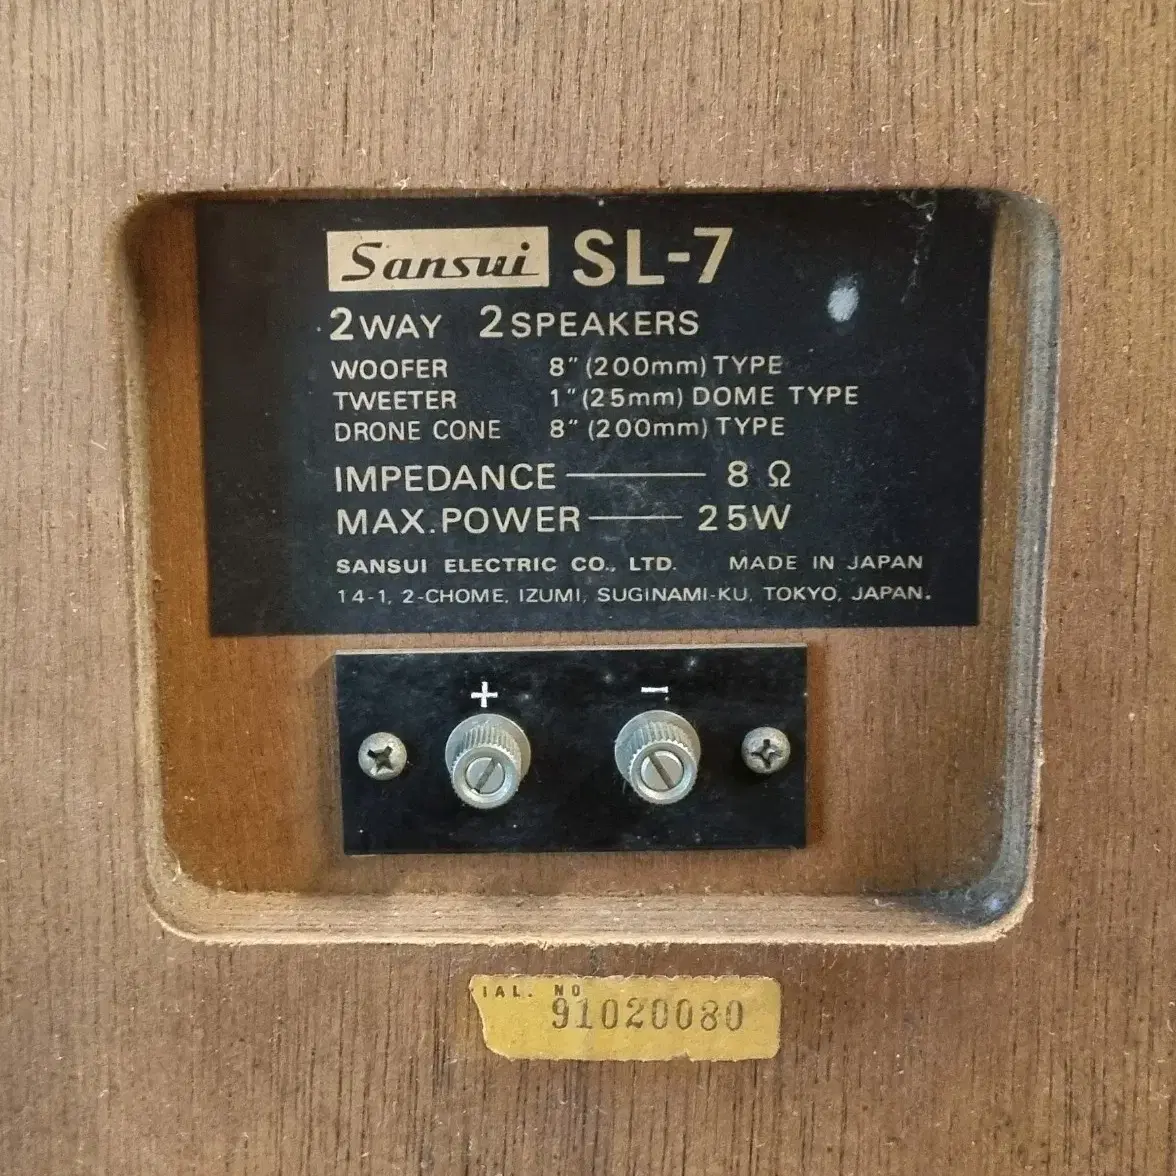 Sansui SL-7
2WAY 2SPEAKERS
WOOFER 8" (200mm) TYPE
TWEETER 1" (25mm) DOME TYPE
DRONE CONE 8" (200mm) TYPE
IMPEDANCE 8 Ω
MAX. POWER 25W
SANSUI ELECTRIC CO., LTD. MADE IN JAPAN
14-1, 2-CHOME, IZUMI, SUGINAMI-KU, TOKYO, JAPAN.
+ −
IAL. NO
91020080